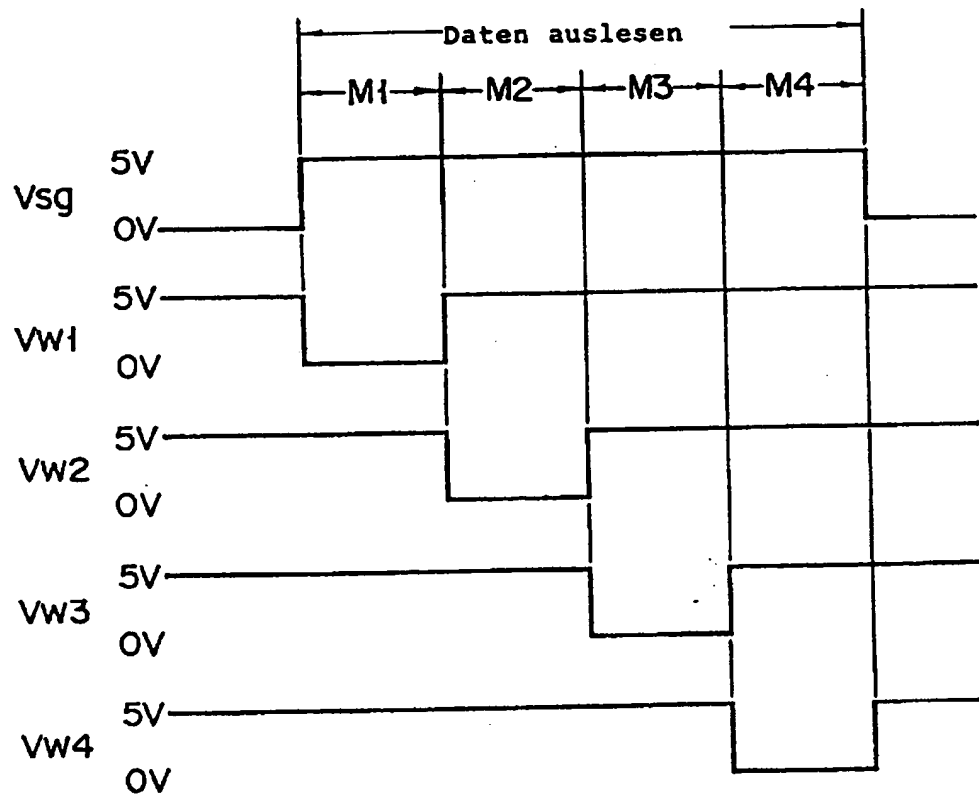 Daten auslesen
M1 M2 M3 M4
5V
Vsg
0V
5V
Vw1
0V
5V
Vw2
0V
5V
Vw3
0V
5V
Vw4
0V